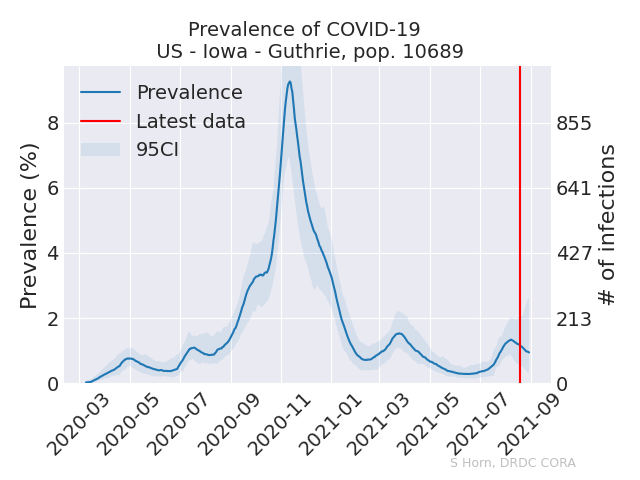 Prevalence of COVID-19
US - Iowa - Guthrie, pop. 10689
Prevalence
Latest data
95CI
Prevalence (%)
8
6
4
2
0
855
641
427
213
0
# of infections
2020-03
2020-05
2020-07
2020-09
2020-11
2021-01
2021-03
2021-05
2021-07
2021-09
S Horn, DRDC CORA